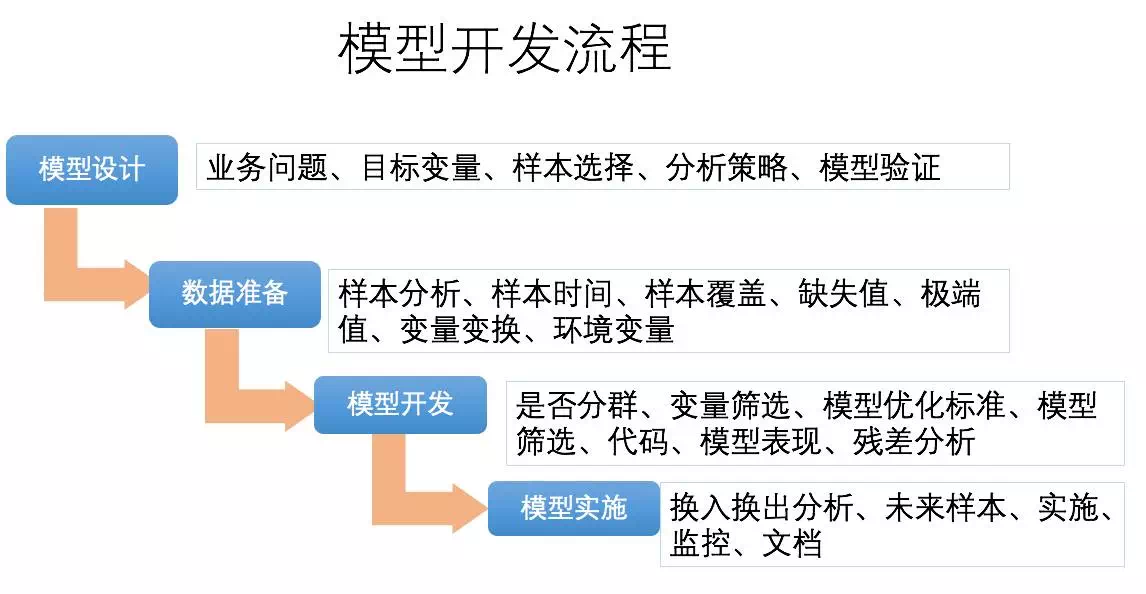 模型开发流程
模型设计
业务问题、目标变量、样本选择、分析策略、模型验证
数据准备
样本分析、样本时间、样本覆盖、缺失值、极端
值、变量变换、环境变量
模型开发
是否分群、变量筛选、模型优化标准、模型
筛选、代码、模型表现、残差分析
模型实施
换入换出分析、未来样本、实施、
监控、文档